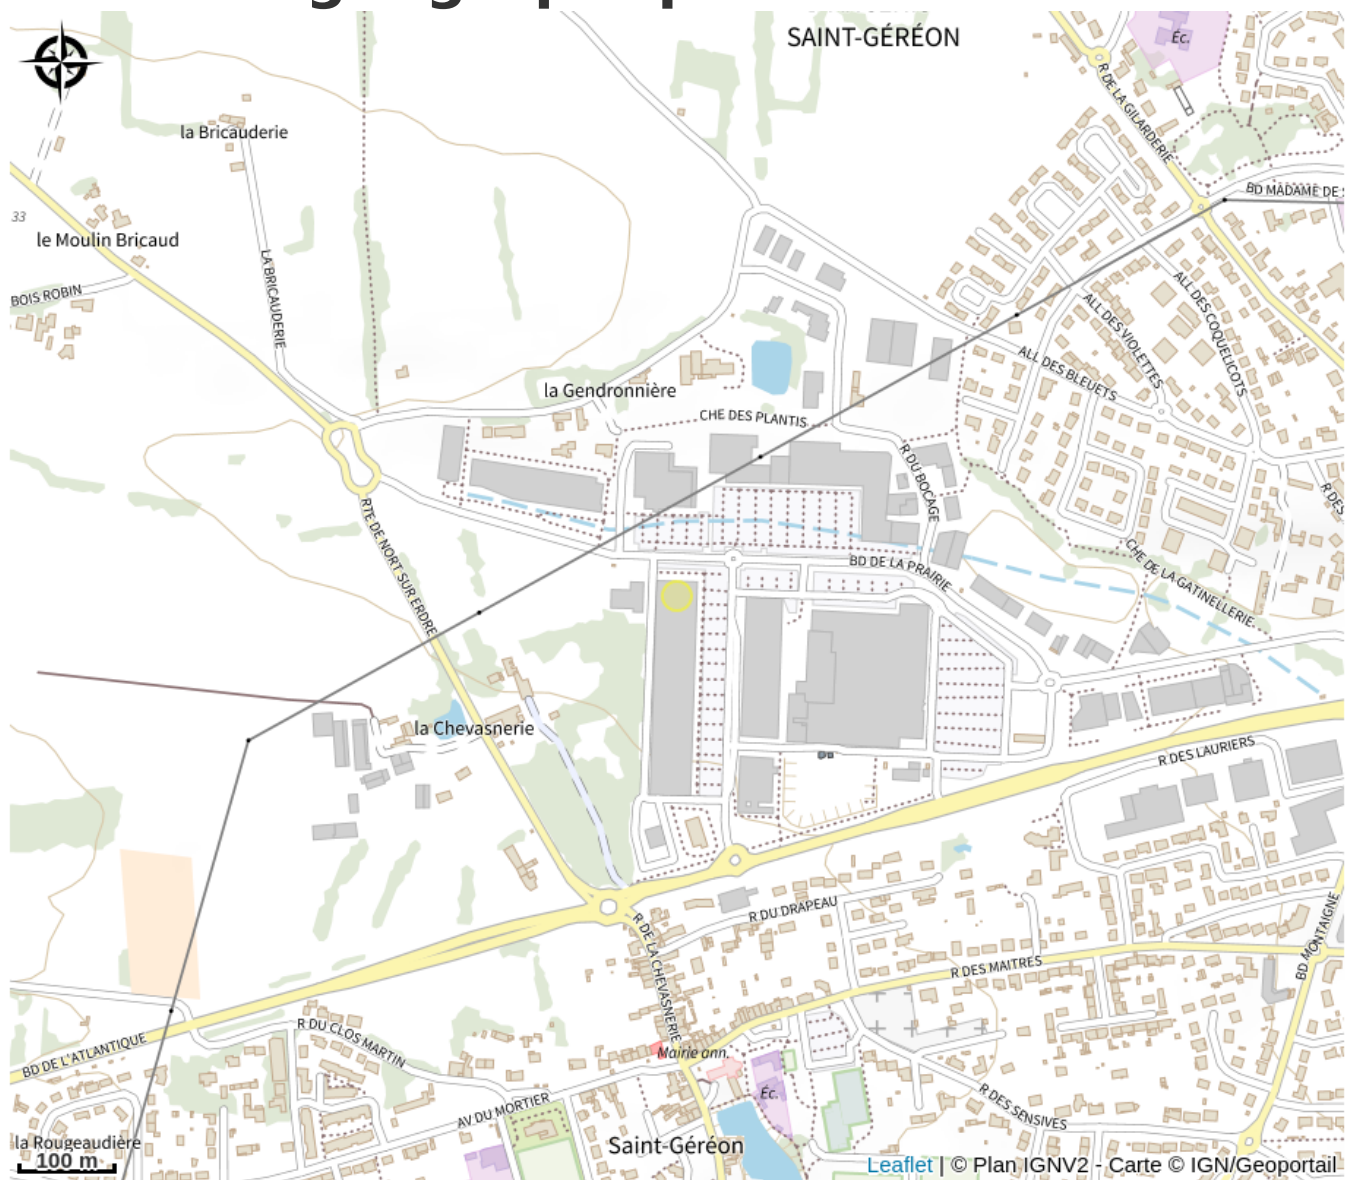 SAINT-GÉRÉON
Éc.
R DE LA GILARDERIE
la Bricauderie
BD MADAME DE
33
le Moulin Bricaud
BOIS ROBIN
LA BRICAUDERIE
ALL DES COQUELICOTS
ALL DES VIOLETTES
ALL DES BLEUETS
la Gendronnière
CHE DES PLANTIS
R DU BOCAGE
R DES
RTE DE NORT SUR ERDRE
BD DE LA PRAIRIE
CHE DE LA GATINELLERIE
la Chevasnerie
R DES LAURIERS
R DU DRAPEAU
R DE LA CHEVASNERIE
R DES MAITRES
BD MONTAIGNE
R DU CLOS MARTIN
BD DE L'ATLANTIQUE
Mairie ann.
Éc.
AV DU MORTIER
R DES SENSIVES
la Rougeaudière
Saint-Géréon
100 m
Leaflet | © Plan IGNV2 - Carte © IGN/Geoportail